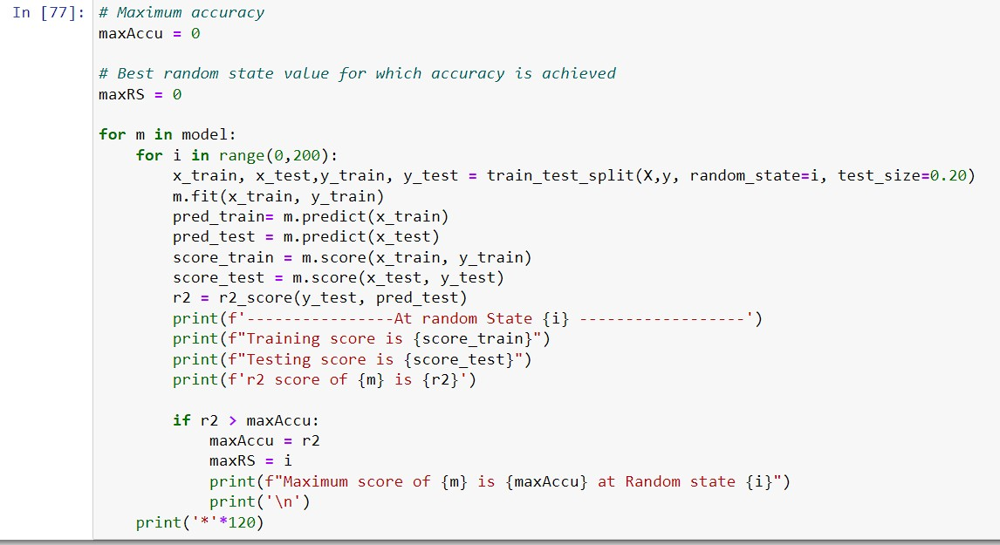 In [77]: # Maximum accuracy
maxAccu = 0
# Best random state value for which accuracy is achieved
maxRS = 0
for m in model:
    for i in range(0,200):
        x_train, x_test,y_train, y_test = train_test_split(X,y, random_state=i, test_size=0.20)
        m.fit(x_train, y_train)
        pred_train= m.predict(x_train)
        pred_test = m.predict(x_test)
        score_train = m.score(x_train, y_train)
        score_test = m.score(x_test, y_test)
        r2 = r2_score(y_test, pred_test)
        print(f'----------------At random State {i} ------------------')
        print(f"Training score is {score_train}")
        print(f"Testing score is {score_test}")
        print(f'r2 score of {m} is {r2}')
        if r2 > maxAccu:
            maxAccu = r2
            maxRS = i
            print(f"Maximum score of {m} is {maxAccu} at Random state {i}")
            print('\n')
    print('*'*120)